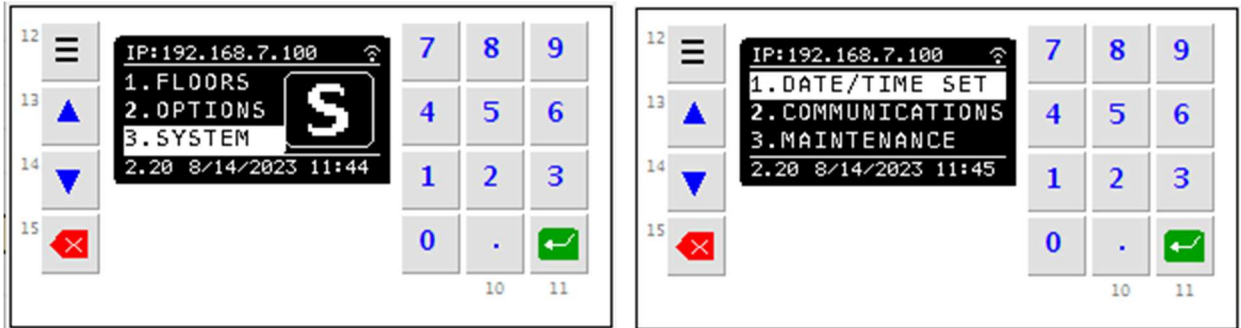 12
IP:192.168.7.100
7 8 9
1.FLOORS
S
13
2.OPTIONS
4 5 6
3.SYSTEM
14
2.20 8/14/2023 11:44
1 2 3
15
0 .
10 11
12
IP:192.168.7.100
7 8 9
1.DATE/TIME SET
13
2.COMMUNICATIONS
4 5 6
3.MAINTENANCE
14
2.20 8/14/2023 11:45
1 2 3
15
0 .
10 11